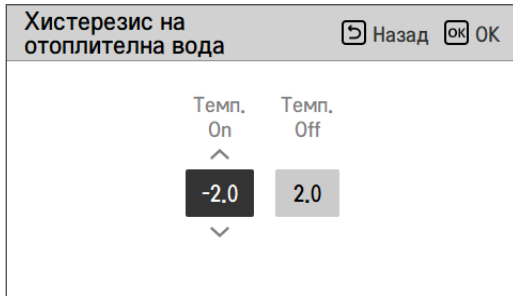 Хистерезис на
отоплителна вода
Назад OK OK
Темп. Темп.
On Off
-2.0 2.0